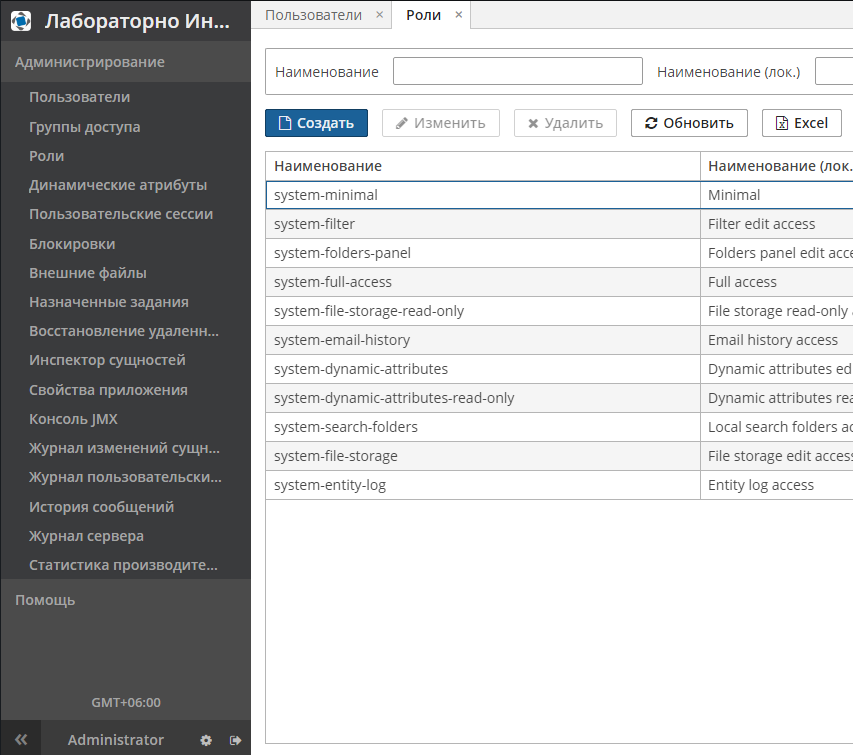 Лабораторно Ин...
Администрирование
Пользователи
Группы доступа
Роли
Динамические атрибуты
Пользовательские сессии
Блокировки
Внешние файлы
Назначенные задания
Восстановление удаленн...
Инспектор сущностей
Свойства приложения
Консоль JMX
Журнал изменений сущн...
Журнал пользовательски...
История сообщений
Журнал сервера
Статистика производите...
Помощь
GMT+06:00
Administrator
Пользователи Роли
Наименование Наименование (лок.)
Создать Изменить Удалить Обновить Excel
Наименование Наименование (лок.
system-minimal Minimal
system-filter Filter edit access
system-folders-panel Folders panel edit acce
system-full-access Full access
system-file-storage-read-only File storage read-only
system-email-history Email history access
system-dynamic-attributes Dynamic attributes ed
system-dynamic-attributes-read-only Dynamic attributes rea
system-search-folders Local search folders ac
system-file-storage File storage edit access
system-entity-log Entity log access